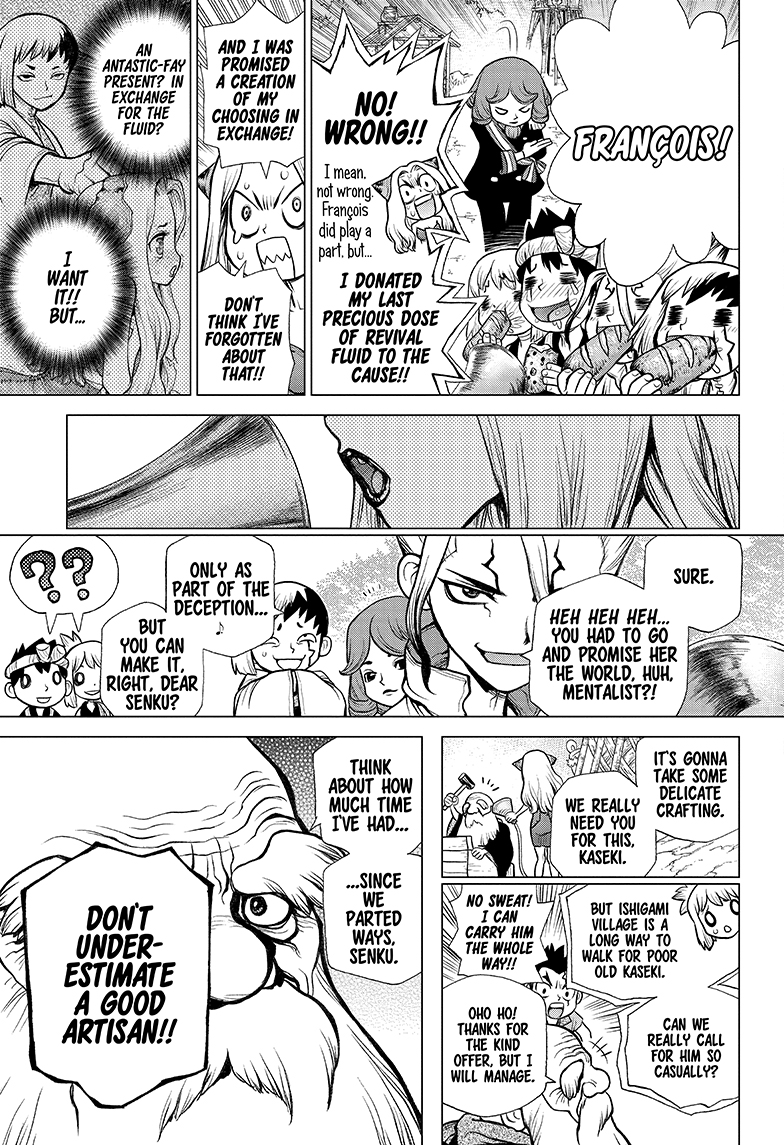 FRANÇOIS!
NO!
WRONG!!
I mean.
not wrong.
François
did play a
part. but...
I DONATED
MY LAST
PRECIOUS DOSE
OF REVIVAL
FLUID TO THE
CAUSE!!
AND I WAS
PROMISED
A CREATION
OF MY
CHOOSING IN
EXCHANGE!
DON'T
THINK I'VE
FORGOTTEN
ABOUT
THAT!!
AN
ANTASTIC-FAY
PRESENT? IN
EXCHANGE
FOR THE
FLUID?
I
WANT
IT!!
BUT...
SURE.
HEH HEH HEH...
YOU HAD TO GO
AND PROMISE HER
THE WORLD, HUH,
MENTALIST?!
ONLY AS
PART OF THE
DECEPTION...
♪
BUT
YOU CAN
MAKE IT,
RIGHT, DEAR
SENKU?
??
IT'S GONNA
TAKE SOME
DELICATE
CRAFTING.
WE REALLY
NEED YOU
FOR THIS,
KASEKI.
BUT ISHIGAMI
VILLAGE IS A
LONG WAY TO
WALK FOR POOR
OLD KASEKI.
CAN WE
REALLY CALL
FOR HIM SO
CASUALLY?
NO SWEAT!
I CAN
CARRY HIM
THE WHOLE
WAY!!
OHO HO!
THANKS FOR
THE KIND
OFFER, BUT I
WILL MANAGE.
THINK
ABOUT HOW
MUCH TIME
I'VE HAD...
...SINCE
WE
PARTED
WAYS,
SENKU.
DON'T
UNDER-
ESTIMATE
A GOOD
ARTISAN!!